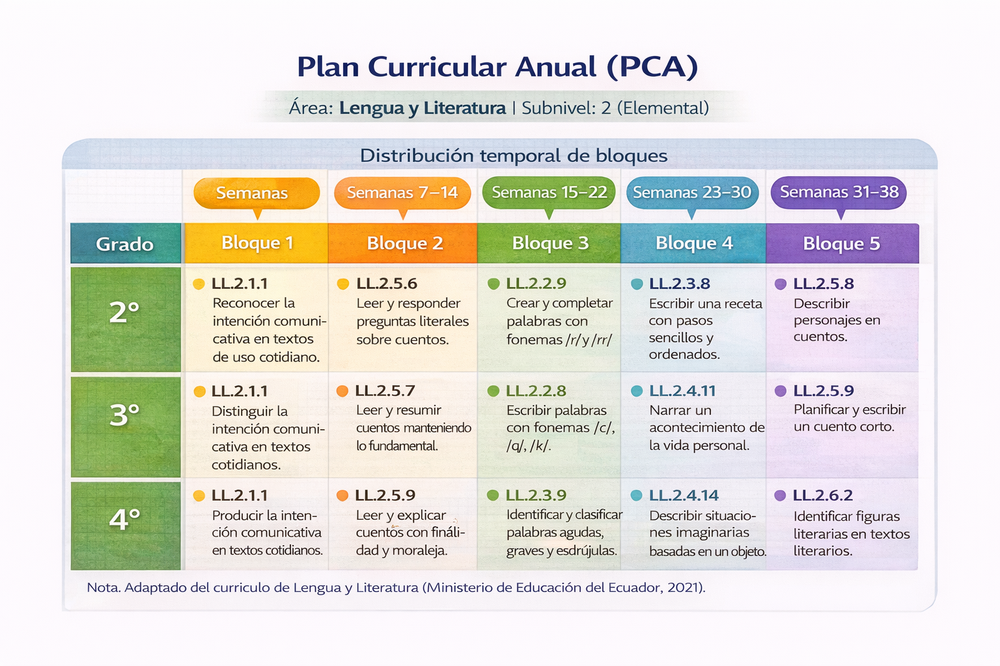 Plan Curricular Anual (PCA)
Área: Lengua y Literatura | Subnivel: 2 (Elemental)
Distribución temporal de bloques
Semanas
Semanas 7–14
Semanas 15–22
Semanas 23–30
Semanas 31–38
Grado
Bloque 1
Bloque 2
Bloque 3
Bloque 4
Bloque 5
2°
LL.2.1.1
Reconocer la
intención comuni-
cativa en textos
de uso cotidiano.
LL.2.5.6
Leer y responder
preguntas literales
sobre cuentos.
LL.2.2.9
Crear y completar
palabras con
fonemas /r/ y /rr/
LL.2.3.8
Escribir una receta
con pasos
sencillos y
ordenados.
LL.2.5.8
Describir
personajes en
cuentos.
3°
LL.2.1.1
Distinguir la
intención comuni-
cativa en textos
cotidianos.
LL.2.5.7
Leer y resumir
cuentos manteniendo
lo fundamental.
LL.2.2.8
Escribir palabras
con fonemas /c/,
/q/, /k/.
LL.2.4.11
Narrar un
acontecimiento de
la vida personal.
LL.2.5.9
Planificar y escribir
un cuento corto.
4°
LL.2.1.1
Producir la inten-
ción comunicativa
en textos cotidianos.
LL.2.5.9
Leer y explicar
cuentos con fináli-
dad y moraleja.
LL.2.3.9
Identificar y clasificar
palabras agudas,
graves y esdrújulas.
LL.2.4.14
Describir situacio-
nes imaginarias
basadas en un objeto.
LL.2.6.2
Identificar figuras
literarias en textos
literarios.
Nota. Adaptado del curriculo de Lengua y Literatura (Ministerio de Educación del Ecuador, 2021).